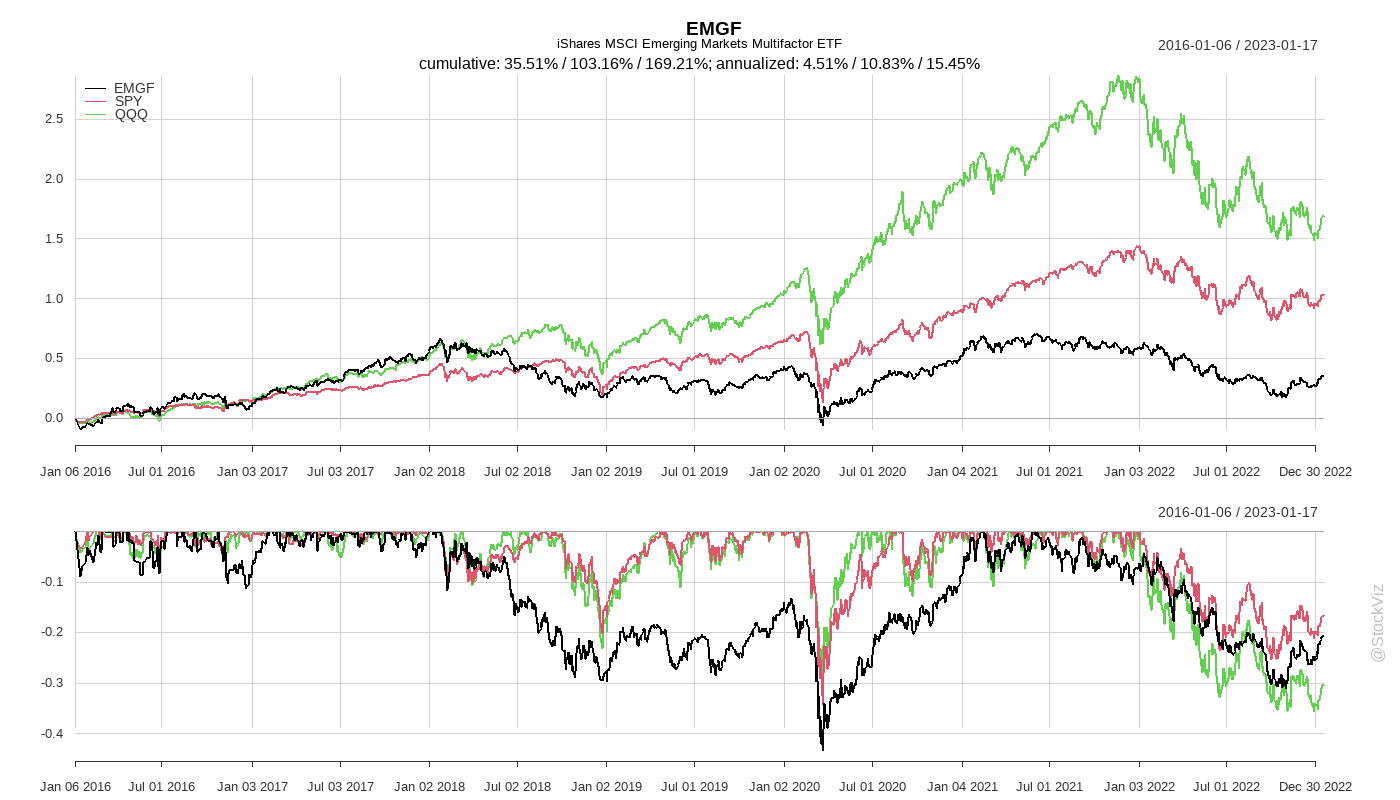 EMGF
iShares MSCI Emerging Markets Multifactor ETF
2016-01-06 / 2023-01-17
cumulative: 35.51% / 103.16% / 169.21%; annualized: 4.51% / 10.83% / 15.45%
EMGF
SPY
QQQ
2.5
2.0
1.5
1.0
0.5
0.0
Jan 06 2016 Jul 01 2016 Jan 03 2017 Jul 03 2017 Jan 02 2018 Jul 02 2018 Jan 02 2019 Jul 01 2019 Jan 02 2020 Jul 01 2020 Jan 04 2021 Jul 01 2021 Jan 03 2022 Jul 01 2022 Dec 30 2022
2016-01-06 / 2023-01-17
-0.1
-0.2
-0.3
-0.4
Jan 06 2016 Jul 01 2016 Jan 03 2017 Jul 03 2017 Jan 02 2018 Jul 02 2018 Jan 02 2019 Jul 01 2019 Jan 02 2020 Jul 01 2020 Jan 04 2021 Jul 01 2021 Jan 03 2022 Jul 01 2022 Dec 30 2022
@StockViz